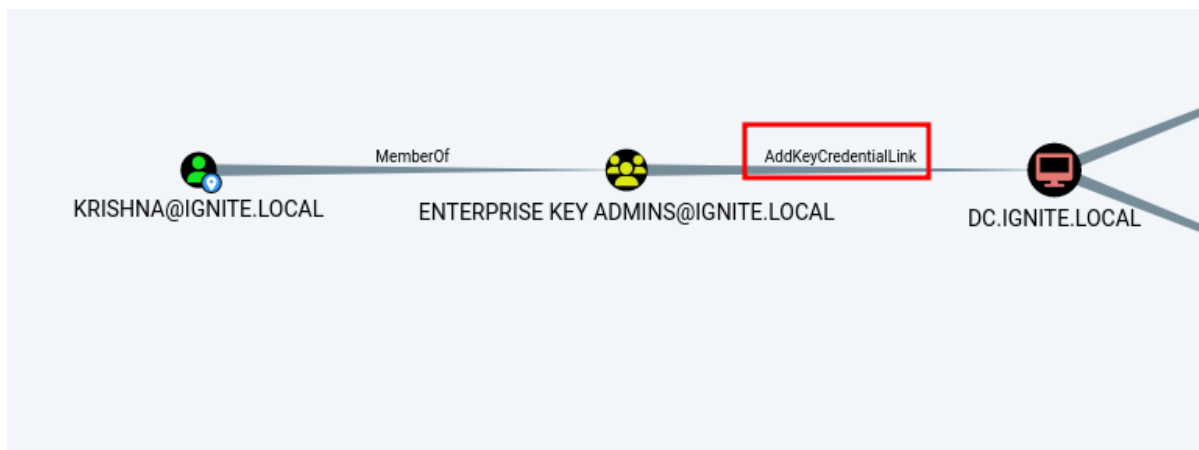 MemberOf
AddKeyCredentialLink
KRISHNA@IGNITE.LOCAL
ENTERPRISE KEY ADMINS@IGNITE.LOCAL
DC.IGNITE.LOCAL